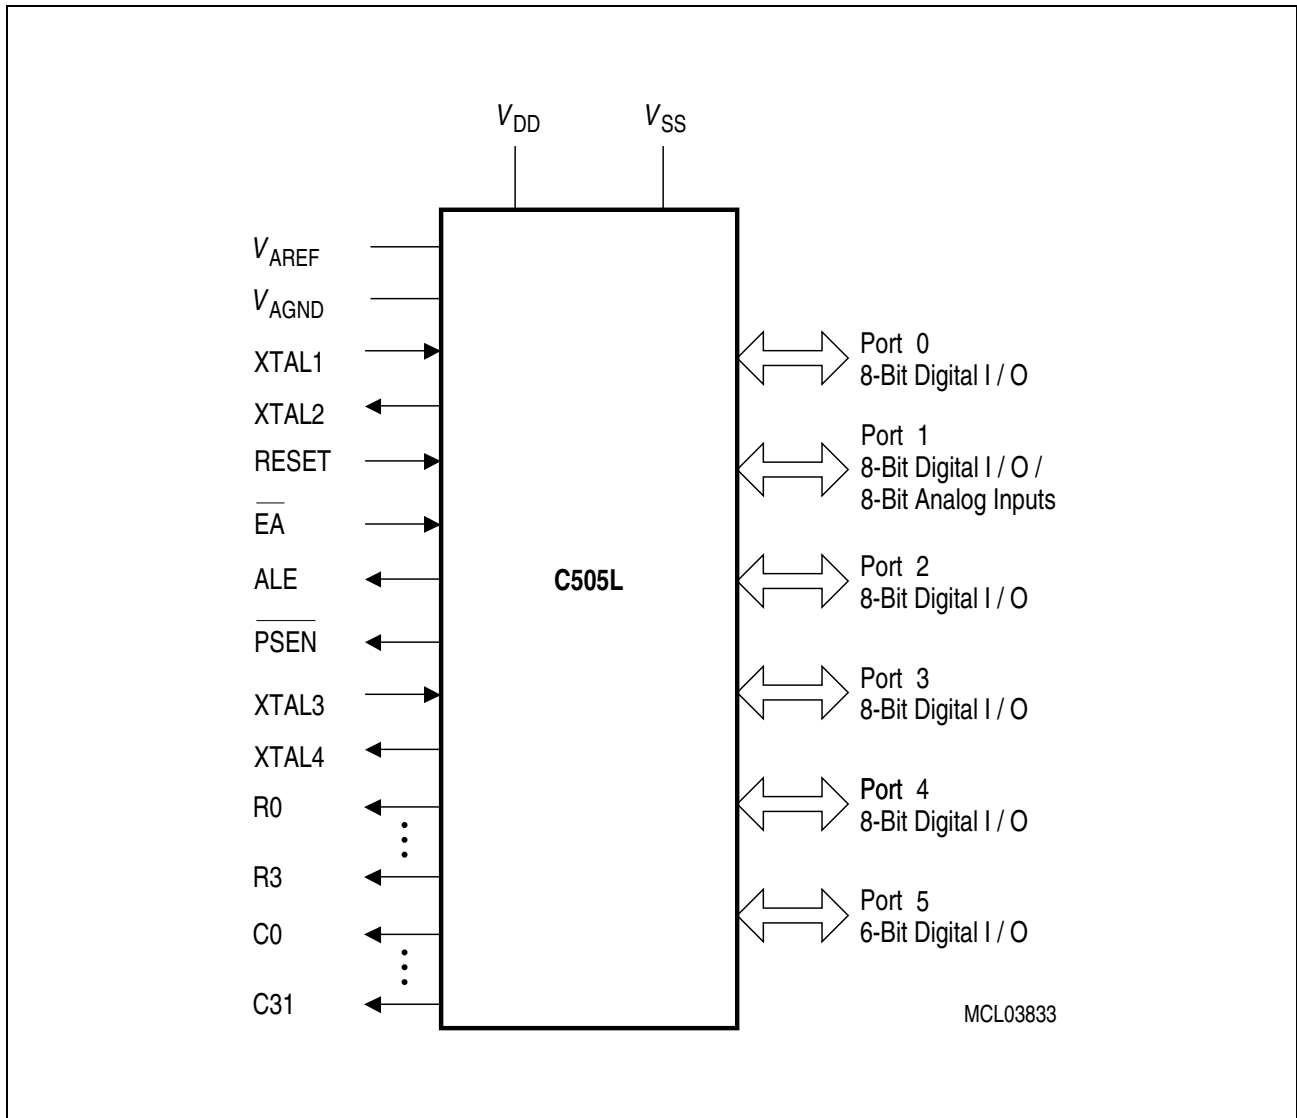 VDD
VSS
VAREF
VAGND
XTAL1
XTAL2
RESET
EA
ALE
PSEN
XTAL3
XTAL4
R0
R3
C0
C31
C505L
Port 0
8-Bit Digital I / O
Port 1
8-Bit Digital I / O /
8-Bit Analog Inputs
Port 2
8-Bit Digital I / O
Port 3
8-Bit Digital I / O
Port 4
8-Bit Digital I / O
Port 5
6-Bit Digital I / O
MCL03833